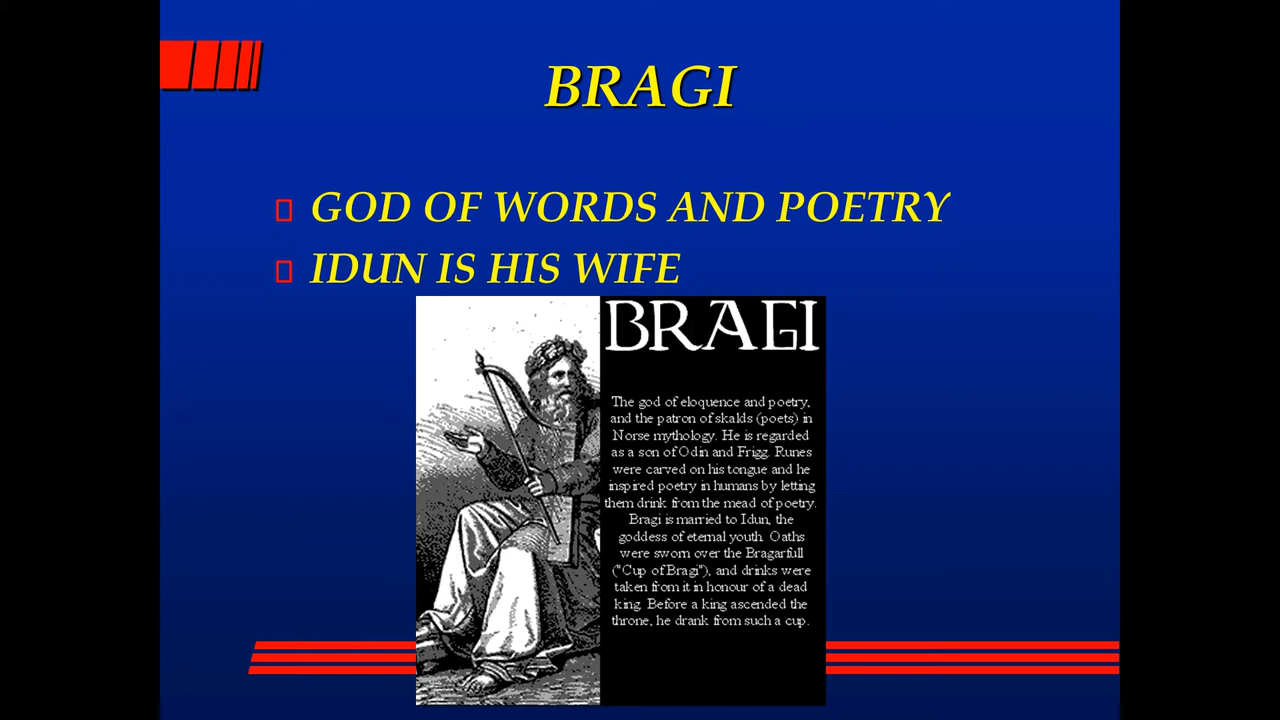 BRAGI
GOD OF WORDS AND POETRY
IDUN IS HIS WIFE
BRAGI
The god of eloquence and poetry,
and the patron of skalds (poets) in
Norse mythology. He is regarded
as a son of Odin and Frigg. Runes
were carved on his tongue and he
inspired poetry in humans by letting
them drink from the mead of poetry.
Bragi is married to Idun, the
goddess of eternal youth. Oaths
were sworn over the Bragarfull
("Cup of Bragi"), and drinks were
taken from it in honour of a dead
king. Before a king ascended the
throne, he drank from such a cup.